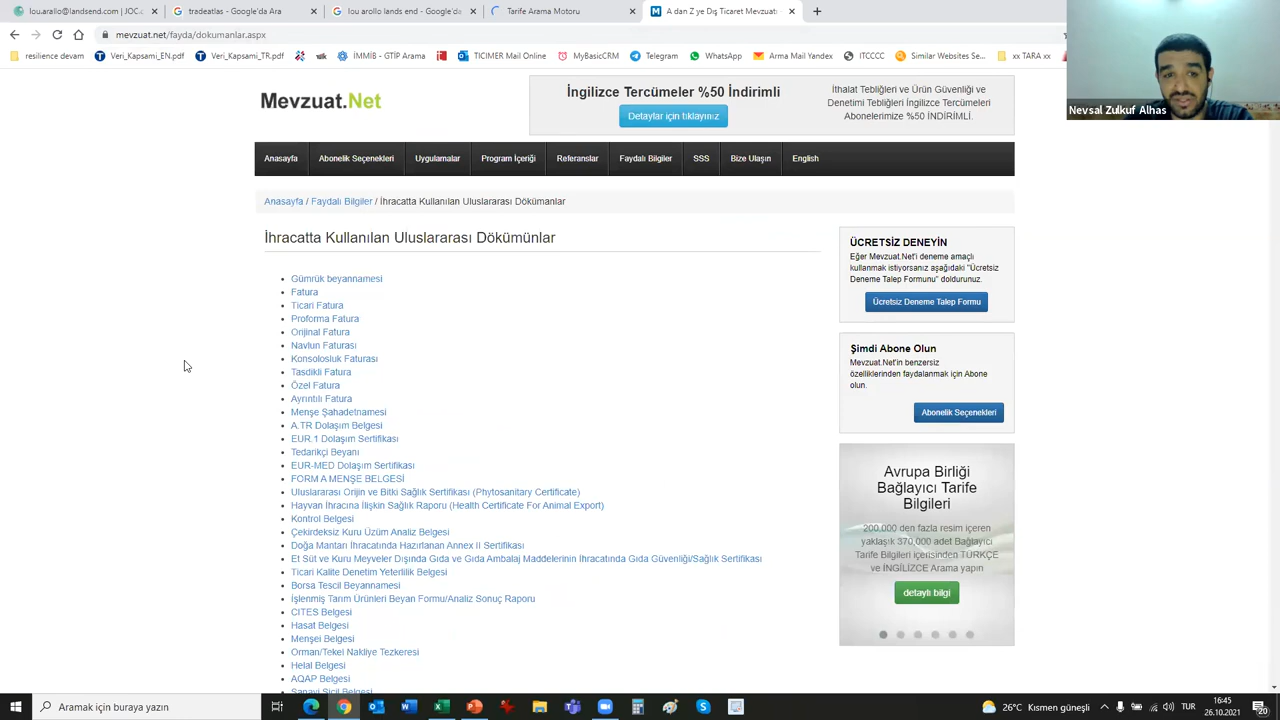 lou.arollo@landsend.com | JOC.c
tradeatlas - Google'da Ara
lou arollo lands end - Google'da
Tarife Arama Motoru
A dan Z ye Dış Ticaret Mevzuatı
mevzuat.net/fayda/dokumanlar.aspx
resilience devam
Veri_Kapsami_EN.pdf
Veri_Kapsami_TR.pdf
İMMİB - GTİP Arama
TICIMER Mail Online
MyBasicCRM
Telegram
WhatsApp
Arma Mail Yandex
ITCCCC
Similar Websites Se...
xx TARA xx
Nevsal Zulkuf Alhas
Mevzuat.Net
İngilizce Tercümeler %50 İndirimli
Detaylar için tıklayınız
İthalat Tebliğleri ve Ürün Güvenliği ve
Denetimi Tebliğleri İngilizce Tercümeleri
Abonelerimize %50 İNDİRİMLİ.
Anasayfa
Abonelik Seçenekleri
Uygulamalar
Program İçeriği
Referanslar
Faydalı Bilgiler
SSS
Bize Ulaşın
English
Anasayfa / Faydalı Bilgiler / İhracatta Kullanılan Uluslararası Dökümanlar
İhracatta Kullanılan Uluslararası Dökümünlar
Gümrük beyannamesi
Fatura
Ticari Fatura
Proforma Fatura
Orijinal Fatura
Navlun Faturası
Konsolosluk Faturası
Tasdikli Fatura
Özel Fatura
Ayrıntılı Fatura
Menşe Şahadetnamesi
A.TR Dolaşım Belgesi
EUR.1 Dolaşım Sertifikası
Tedarikçi Beyanı
EUR-MED Dolaşım Sertifikası
FORM A MENŞE BELGESİ
Uluslararası Orijin ve Bitki Sağlık Sertifikası (Phytosanitary Certificate)
Hayvan İhracına İlişkin Sağlık Raporu (Health Certificate For Animal Export)
Kontrol Belgesi
Çekirdeksiz Kuru Üzüm Analiz Belgesi
Doğa Mantarı İhracatında Hazırlanan Annex II Sertifikası
Et Süt ve Kuru Meyveler Dışında Gıda ve Gıda Ambalaj Maddelerinin İhracatında Gıda Güvenliği/Sağlık Sertifikası
Ticari Kalite Denetim Yeterlilik Belgesi
Borsa Tescil Beyannamesi
İşlenmiş Tarım Ürünleri Beyan Formu/Analiz Sonuç Raporu
CITES Belgesi
Hasat Belgesi
Menşei Belgesi
Orman/Tekel Nakliye Tezkeresi
Helal Belgesi
AQAP Belgesi
Sanayi Sicil Belgesi
ÜCRETSİZ DENEYİN
Eğer Mevzuat.Net'i deneme amaçlı
kullanmak istiyorsanız aşağıdaki "Ücretsiz
Deneme Talep Formunu" doldurunuz.
Ücretsiz Deneme Talep Formu
Şimdi Abone Olun
Mevzuat.Net'in benzersiz
özelliklerinden faydalanmak için Abone
olun.
Abonelik Seçenekleri
Avrupa Birliği
Bağlayıcı Tarife
Bilgileri
200.000 den fazla resim içeren
yaklaşık 370.000 adet Bağlayıcı
Tarife Bilgileri içerisinden TÜRKÇE
ve İNGİLİZCE Arama yapın
detaylı bilgi
Aramak için buraya yazın
26°C Kısmen güneşli
TUR
16:45
26.10.2021
20